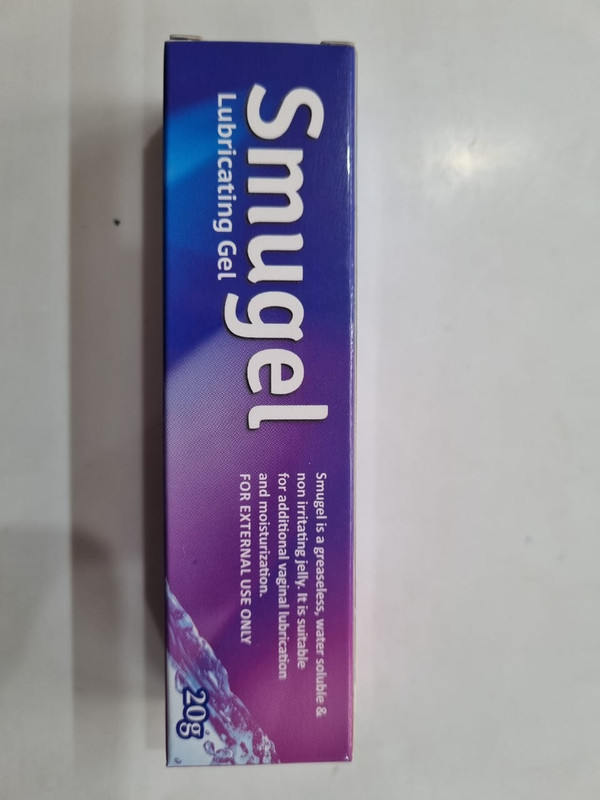 Smugel
Lubricating Gel
Smugel is a greaseless, water soluble &
non irritating jelly. It is suitable
for additional vaginal lubrication
and moisturization.
FOR EXTERNAL USE ONLY
20g